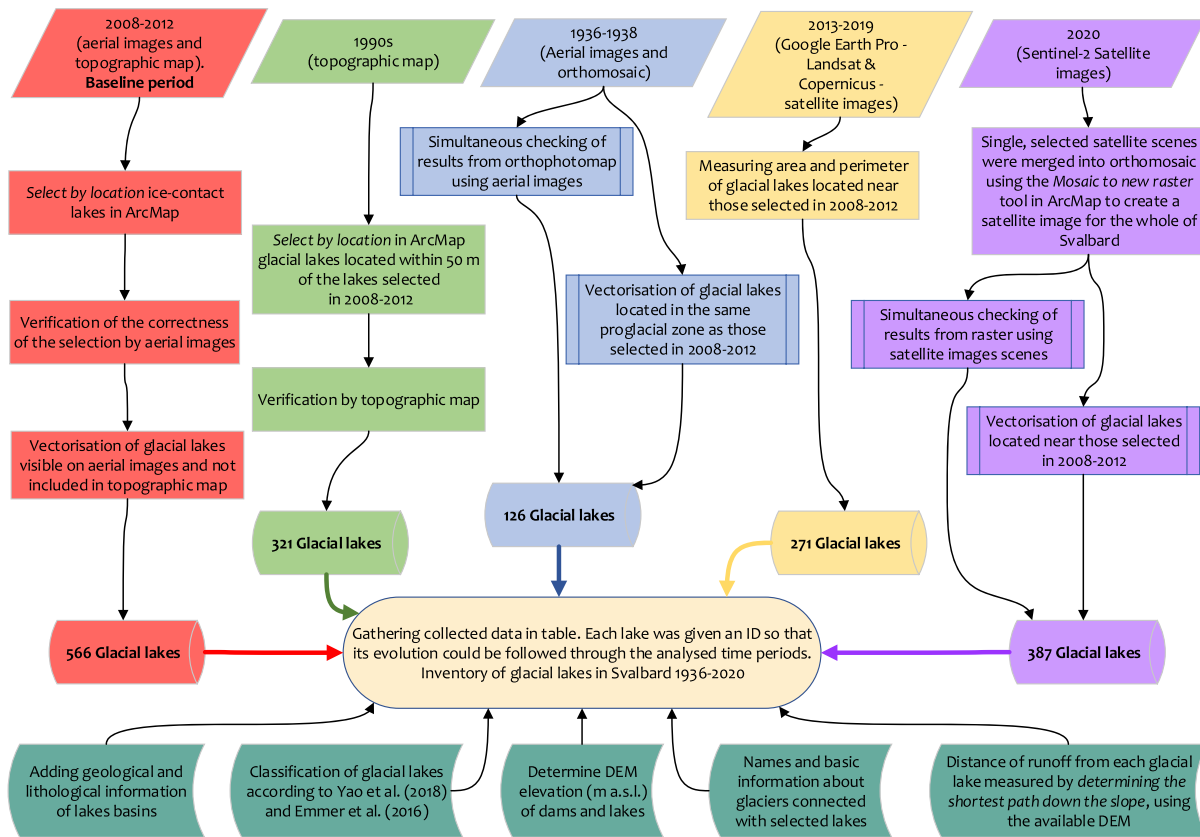 2008-2012
(aerial images and
topographic map).
Baseline period
Select by location ice-contact
lakes in ArcMap
Verification of the correctness
of the selection by aerial images
Vectorisation of glacial lakes
visible on aerial images and not
included in topographic map
566 Glacial lakes
1990s
(topographic map)
Select by location in ArcMap
glacial lakes located within 50 m
of the lakes selected
in 2008-2012
Verification by topographic map
321 Glacial lakes
1936-1938
(Aerial images and
orthomosaic)
Simultaneous checking of
results from orthophotomap
using aerial images
Vectorisation of glacial lakes
located in the same
proglacial zone as those
selected in 2008-2012
126 Glacial lakes
2013-2019
(Google Earth Pro -
Landsat &
Copernicus -
satellite images)
Measuring area and perimeter
of glacial lakes located near
those selected in 2008-2012
271 Glacial lakes
2020
(Sentinel-2 Satellite
images)
Single, selected satellite scenes
were merged into orthomosaic
using the Mosaic to new raster
tool in ArcMap to create a
satellite image for the whole of
Svalbard
Simultaneous checking of
results from raster using
satellite images scenes
Vectorisation of glacial lakes
located near those selected
in 2008-2012
387 Glacial lakes
Gathering collected data in table. Each lake was given an ID so that
its evolution could be followed through the analysed time periods.
Inventory of glacial lakes in Svalbard 1936-2020
Adding geological and
lithological information
of lakes basins
Classification of glacial lakes
according to Yao et al. (2018)
and Emmer et al. (2016)
Determine DEM
elevation (m a.s.l.)
of dams and lakes
Names and basic
information about
glaciers connected
with selected lakes
Distance of runoff from each glacial
lake measured by determining the
shortest path down the slope, using
the available DEM